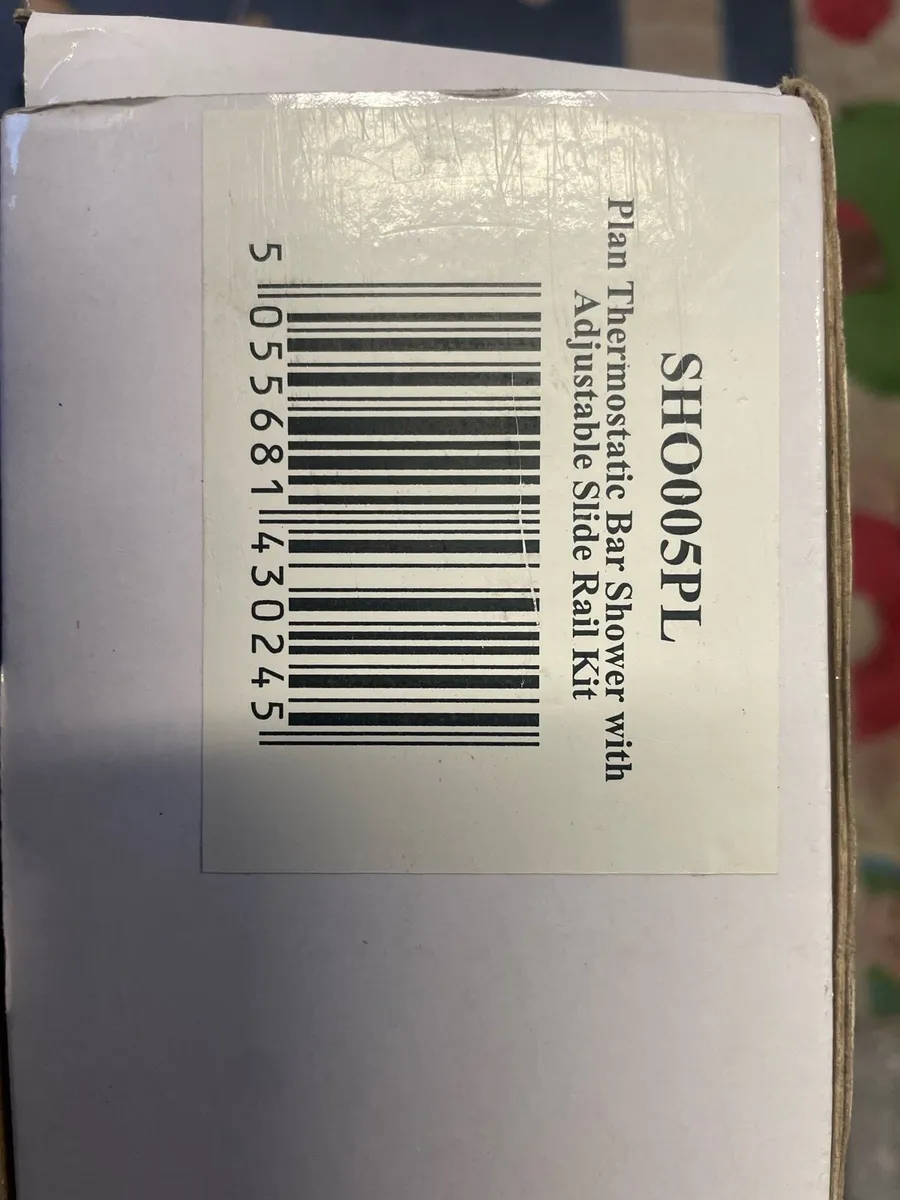 SHO005PL
Plan Thermostatic Bar Shower with
Adjustable Slide Rail Kit
5 055681 430245